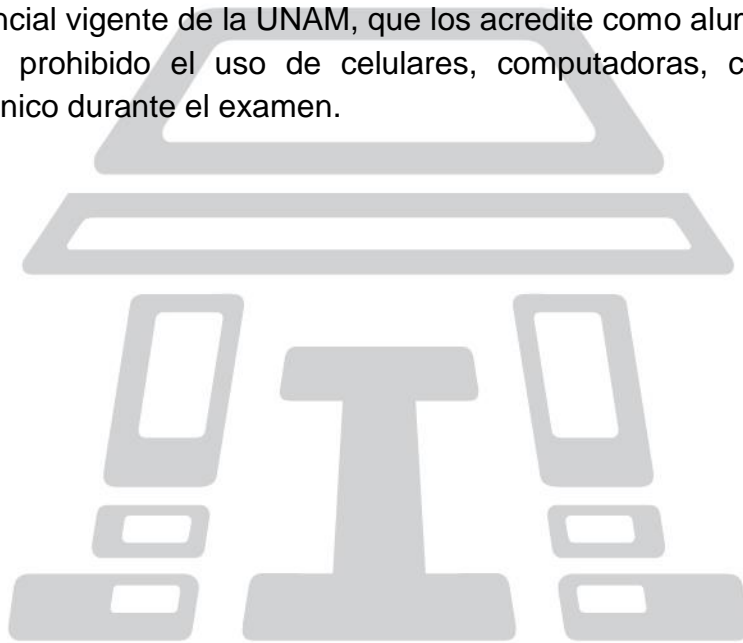 ncial vigente de la UNAM, que los acredite como alur
prohibido el uso de celulares, computadoras, c
nico durante el examen.